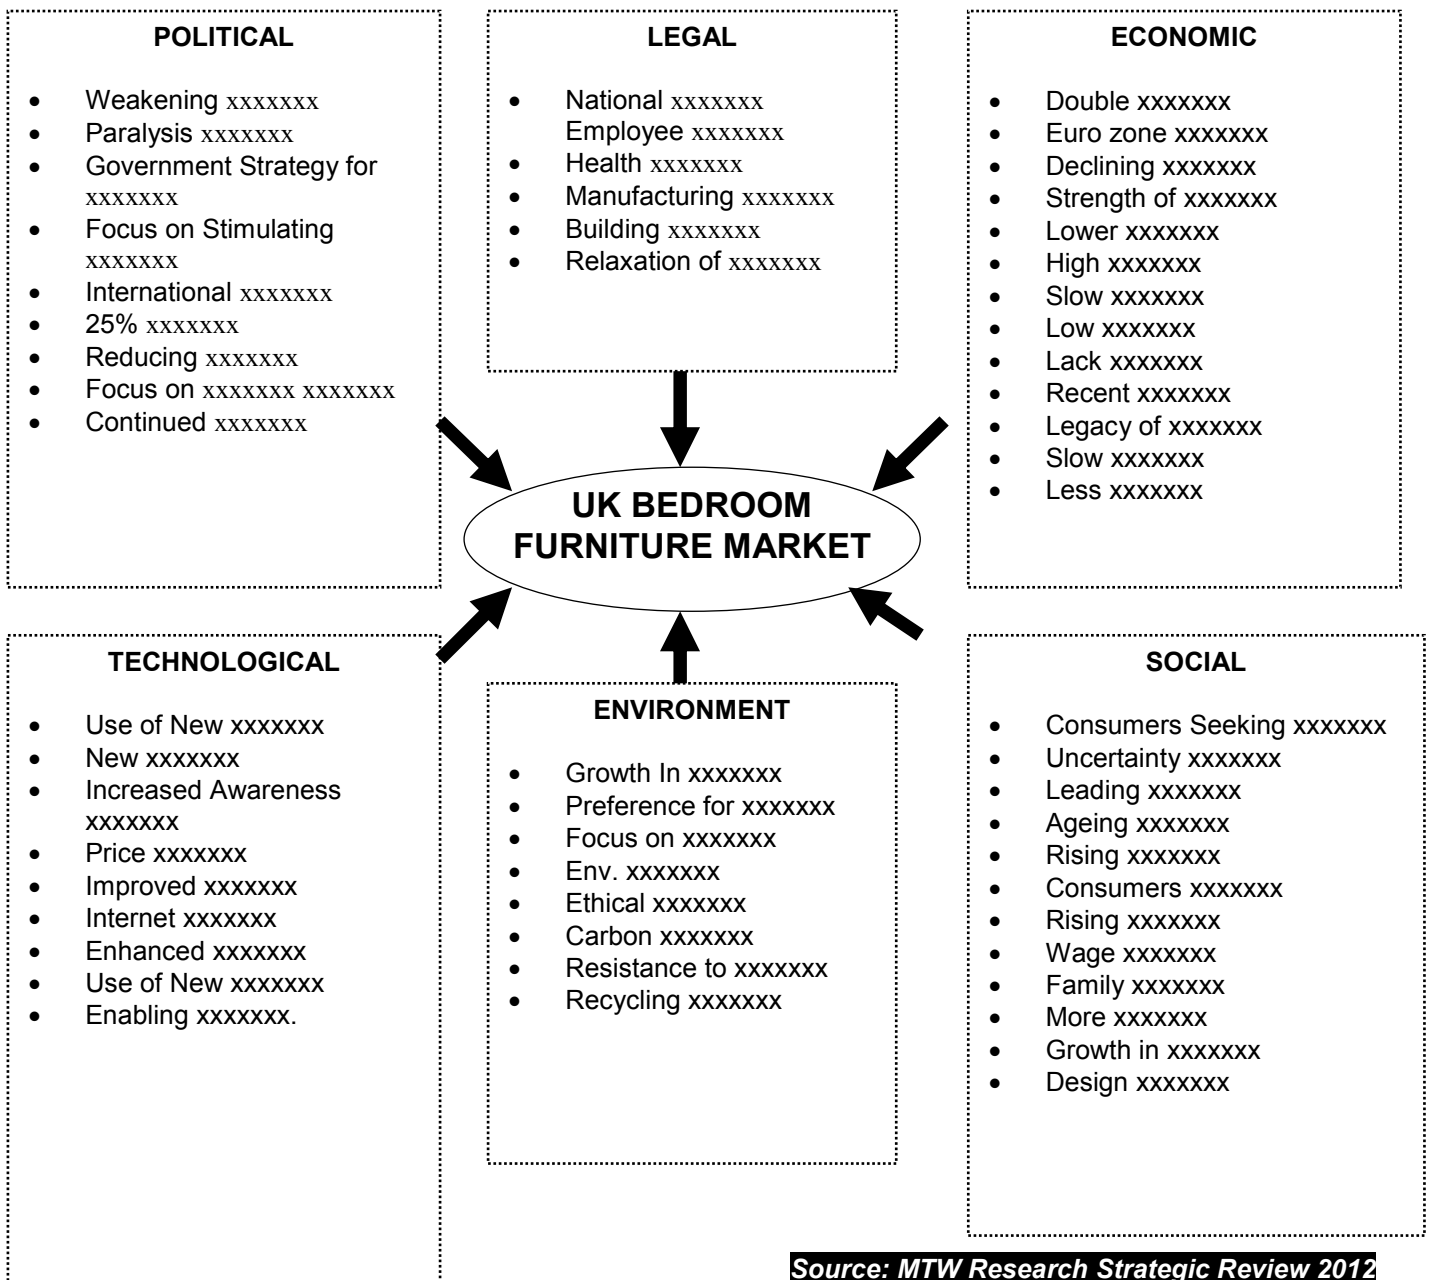 POLITICAL
• Weakening xxxxxxx
• Paralysis xxxxxxx
• Government Strategy for
xxxxxxx
• Focus on Stimulating
xxxxxxx
• International xxxxxxx
• 25% xxxxxxx
• Reducing xxxxxxx
• Focus on xxxxxxx xxxxxxx
• Continued xxxxxxx
LEGAL
• National xxxxxxx
Employee xxxxxxx
• Health xxxxxxx
• Manufacturing xxxxxxx
• Building xxxxxxx
• Relaxation of xxxxxxx
ECONOMIC
• Double xxxxxxx
• Euro zone xxxxxxx
• Declining xxxxxxx
• Strength of xxxxxxx
• Lower xxxxxxx
• High xxxxxxx
• Slow xxxxxxx
• Low xxxxxxx
• Lack xxxxxxx
• Recent xxxxxxx
• Legacy of xxxxxxx
• Slow xxxxxxx
• Less xxxxxxx
UK BEDROOM
FURNITURE MARKET
TECHNOLOGICAL
• Use of New xxxxxxx
• New xxxxxxx
• Increased Awareness
xxxxxxx
• Price xxxxxxx
• Improved xxxxxxx
• Internet xxxxxxx
• Enhanced xxxxxxx
• Use of New xxxxxxx
• Enabling xxxxxxx.
ENVIRONMENT
• Growth In xxxxxxx
• Preference for xxxxxxx
• Focus on xxxxxxx
• Env. xxxxxxx
• Ethical xxxxxxx
• Carbon xxxxxxx
• Resistance to xxxxxxx
• Recycling xxxxxxx
SOCIAL
• Consumers Seeking xxxxxxx
• Uncertainty xxxxxxx
• Leading xxxxxxx
• Ageing xxxxxxx
• Rising xxxxxxx
• Consumers xxxxxxx
• Rising xxxxxxx
• Wage xxxxxxx
• Family xxxxxxx
• More xxxxxxx
• Growth in xxxxxxx
• Design xxxxxxx
Source: MTW Research Strategic Review 2012